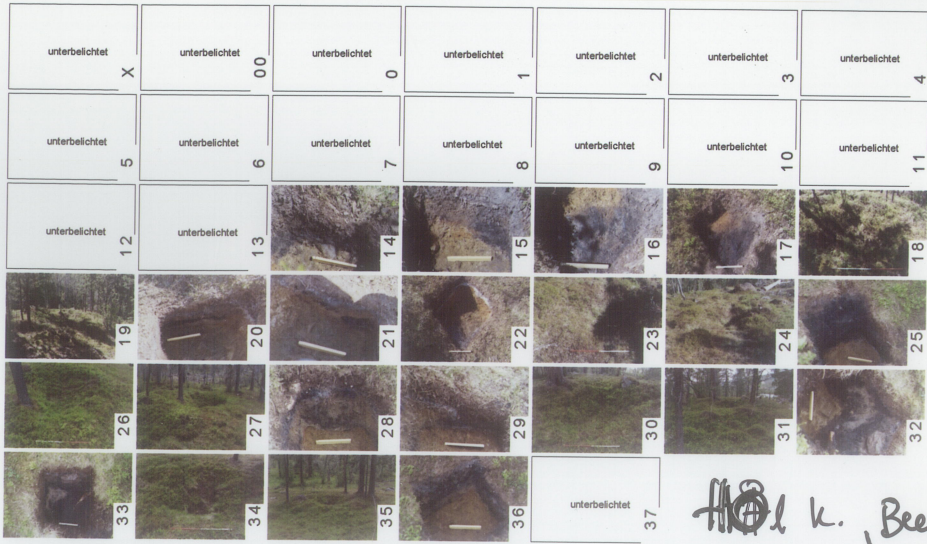 unterbelichtet X unterbelichtet 00 unterbelichtet 0 unterbelichtet 1 unterbelichtet 2 unterbelichtet 3 unterbelichtet 4
unterbelichtet 5 unterbelichtet 6 unterbelichtet 7 unterbelichtet 8 unterbelichtet 9 unterbelichtet 10 unterbelichtet 11
unterbelichtet 12 unterbelichtet 13 14 15 16 17 18
19 20 21 22 23 24 25
26 27 28 29 30 31 32
33 34 35 36 unterbelichtet 37
k. , Bee